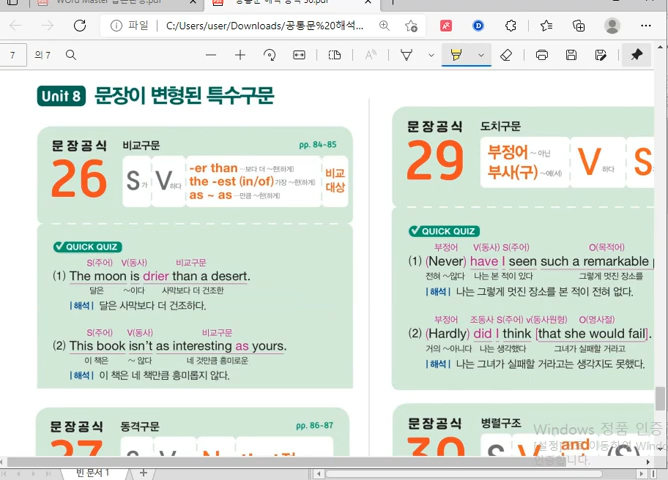 파일
C:/Users/user/Downloads/공통문%20해석...
7 의 7
Unit 8 문장이 변형된 특수구문
문장공식 26
비교구문
pp. 84-85
S가 V하다
-er than …보다 더 ~한(하게)
the -est (in/of) 가장 ~한(하게)
as ~ as …만큼 ~한(하게)
비교 대상
QUICK QUIZ
S(주어) V(동사) 비교구문
(1) The moon is drier than a desert.
달은 ~이다 사막보다 더 건조한
|해석| 달은 사막보다 더 건조하다.
S(주어) V(동사) 비교구문
(2) This book isn't as interesting as yours.
이 책은 ~ 않다 네 것만큼 흥미로운
|해석| 이 책은 네 책만큼 흥미롭지 않다.
문장공식 27
동격구문
pp. 86-87
문장공식 29
도치구문
부정어 ~ 아닌
부사(구) ~에(서)
V하다
S
QUICK QUIZ
부정어 V(동사) S(주어) O(목적어)
(1) (Never) have I seen such a remarkable
전혀 ~않다 나는 본 적이 있다 그렇게 멋진 장소를
|해석| 나는 그렇게 멋진 장소를 본 적이 전혀 없다.
부정어 조동사 S(주어) v(동사원형) O(명사절)
(2) (Hardly) did I think [that she would fail].
거의 ~아니다 나는 생각했다 그녀가 실패할 거라고
|해석| 나는 그녀가 실패할 거라고는 생각지도 못했다.
문장공식 30
병렬구조
S V and (S)
Windows 정품 인증
빈 문서 1